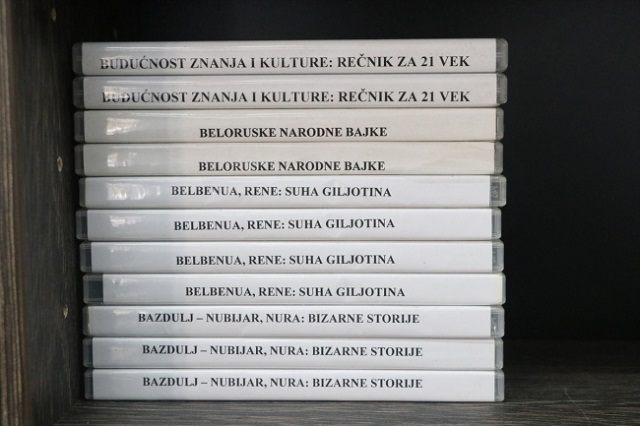 BUDUĆNOST ZNANJA I KULTURE: REČNIK ZA 21 VEK
BUDUĆNOST ZNANJA I KULTURE: REČNIK ZA 21 VEK
BELORUSKE NARODNE BAJKE
BELORUSKE NARODNE BAJKE
BELBENUA, RENE: SUHA GILJOTINA
BELBENUA, RENE: SUHA GILJOTINA
BELBENUA, RENE: SUHA GILJOTINA
BELBENUA, RENE: SUHA GILJOTINA
BAZDULJ – NUBIJAR, NURA: BIZARNE STORIJE
BAZDULJ – NUBIJAR, NURA: BIZARNE STORIJE
BAZDULJ – NUBIJAR, NURA: BIZARNE STORIJE